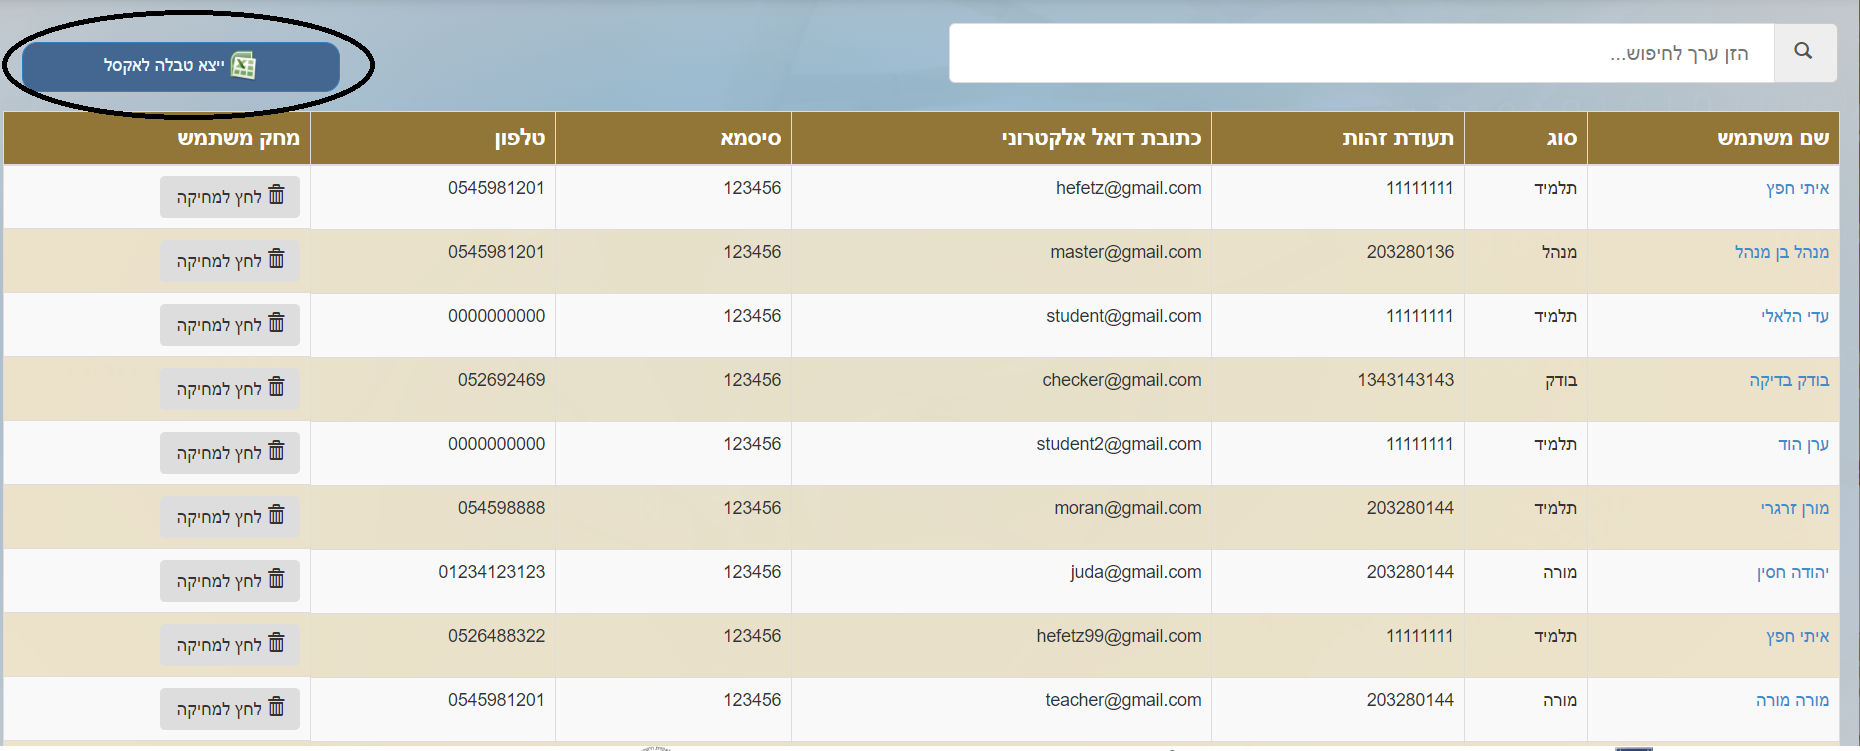 הזן ערך לחיפוש...
ייצא טבלה לאקסל
שם משתמש סוג תעודת זהות כתובת דואל אלקטרוני סיסמא טלפון מחק משתמש
איתי חפץ תלמיד 11111111 hefetz@gmail.com 123456 0545981201 לחץ למחיקה
מנהל בן מנהל מנהל 203280136 master@gmail.com 123456 0545981201 לחץ למחיקה
עדי הלאלי תלמיד 11111111 student@gmail.com 123456 0000000000 לחץ למחיקה
בודק בדיקה בודק 1343143143 checker@gmail.com 123456 052692469 לחץ למחיקה
ערן הוד תלמיד 11111111 student2@gmail.com 123456 0000000000 לחץ למחיקה
מורן זרגרי תלמיד 203280144 moran@gmail.com 123456 054598888 לחץ למחיקה
יהודה חסין מורה 203280144 juda@gmail.com 123456 01234123123 לחץ למחיקה
איתי חפץ תלמיד 11111111 hefetz99@gmail.com 123456 0526488322 לחץ למחיקה
מורה מורה מורה 203280144 teacher@gmail.com 123456 0545981201 לחץ למחיקה